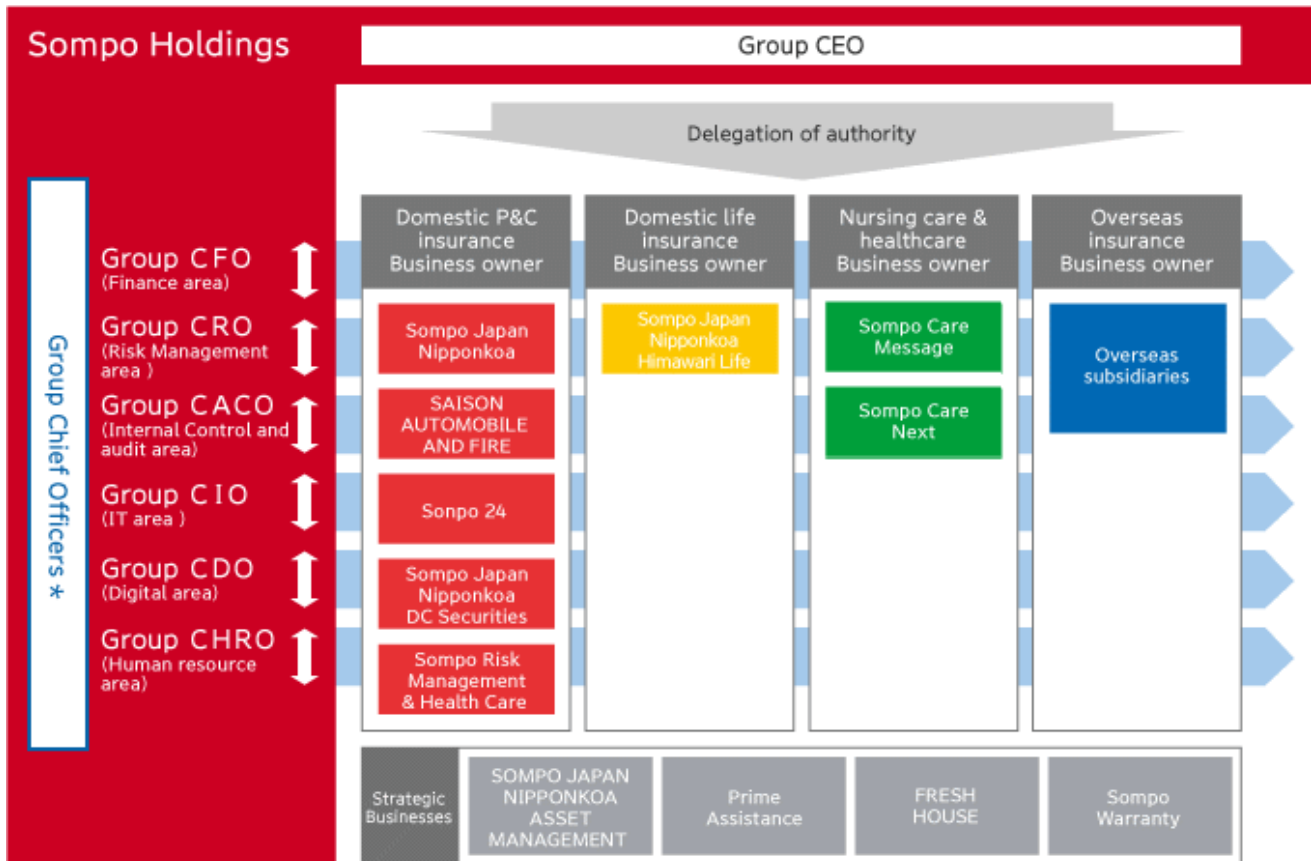 Sompo Holdings
Group CEO
Delegation of authority
Group Chief Officers *
Group CFO
(Finance area)
Group CRO
(Risk Management
area )
Group CACO
(Internal Control and
audit area)
Group CIO
(IT area )
Group CDO
(Digital area)
Group CHRO
(Human resource
area)
Domestic P&C
insurance
Business owner
Sompo Japan
Nipponkoa
SAISON
AUTOMOBILE
AND FIRE
Sonpo 24
Sompo Japan
Nipponkoa
DC Securities
Sompo Risk
Management
& Health Care
Domestic life
insurance
Business owner
Sompo Japan
Nipponkoa
Himawari Life
Nursing care &
healthcare
Business owner
Sompo Care
Message
Sompo Care
Next
Overseas
insurance
Business owner
Overseas
subsidiaries
Strategic
Businesses
SOMPO JAPAN
NIPPONKOA
ASSET
MANAGEMENT
Prime
Assistance
FRESH
HOUSE
Sompo
Warranty